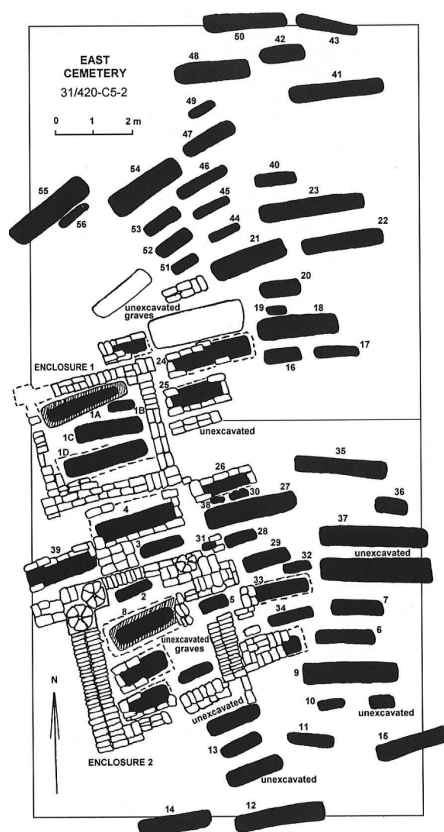 EAST
CEMETERY
31/420-C5-2
0 1 2 m
50
43
42
48
41
49
47
46
40
54
55
56
45
23
53
44
22
52
21
51
20
unexcavated
graves
19
18
17
16
24
ENCLOSURE 1
25
1A
1B
1C
1D
unexcavated
35
26
30
27
36
38
4
37
unexcavated
28
31
3
29
39
32
33
2
5
7
8
34
6
unexcavated
graves
9
N
10
unexcavated
unexcavated
11
13
15
ENCLOSURE 2
unexcavated
14
12